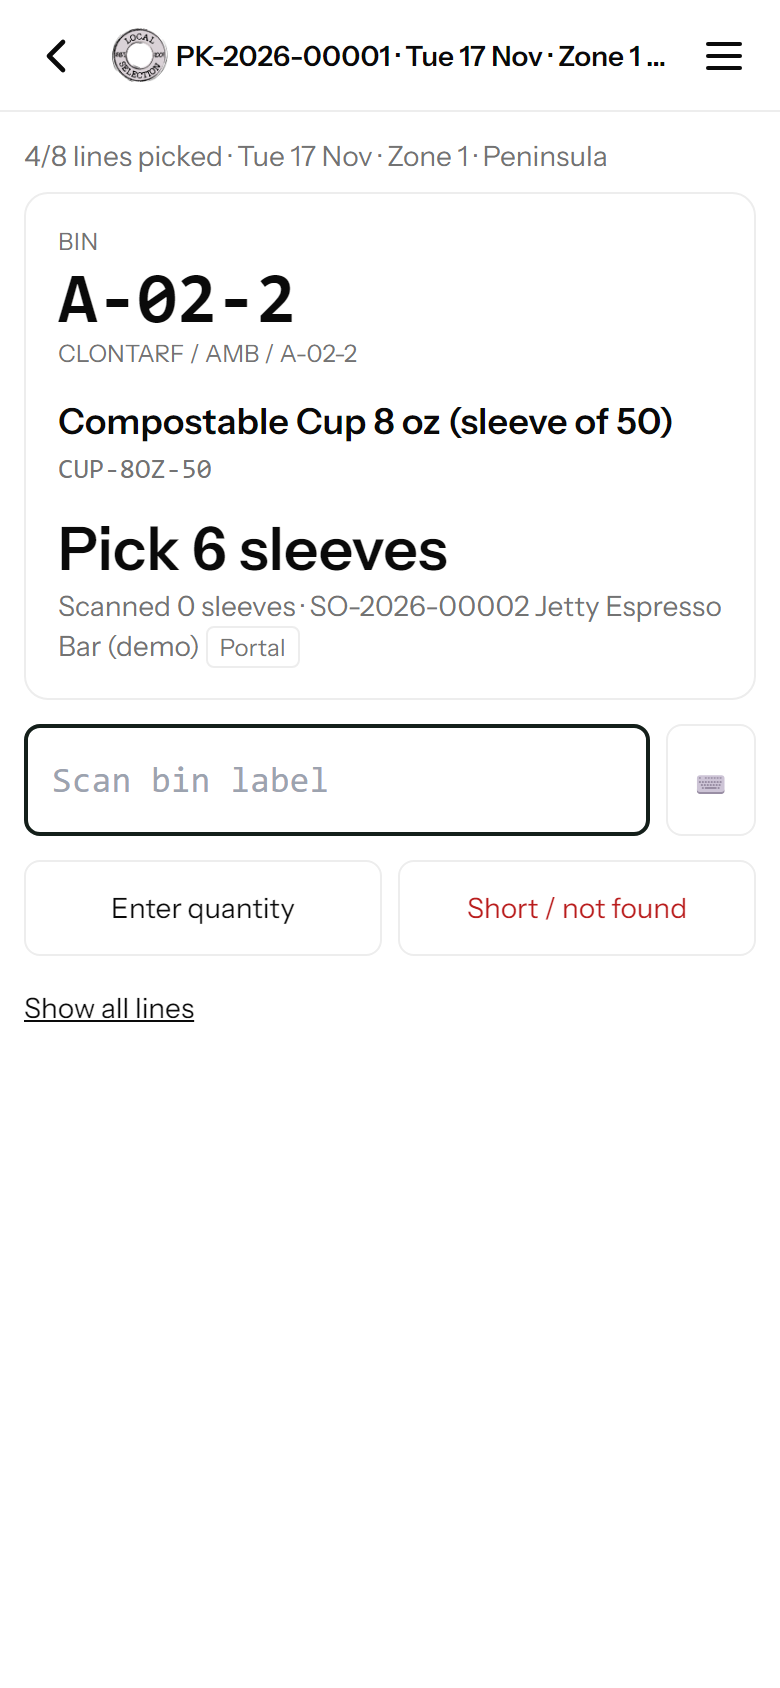 LOCAL
SELECTION
PK-2026-00001 · Tue 17 Nov · Zone 1 ...
4/8 lines picked · Tue 17 Nov · Zone 1 · Peninsula
BIN
A-02-2
CLONTARF / AMB / A-02-2
Compostable Cup 8 oz (sleeve of 50)
CUP-8OZ-50
Pick 6 sleeves
Scanned 0 sleeves · SO-2026-00002 Jetty Espresso
Bar (demo) Portal
Scan bin label
Enter quantity
Short / not found
Show all lines